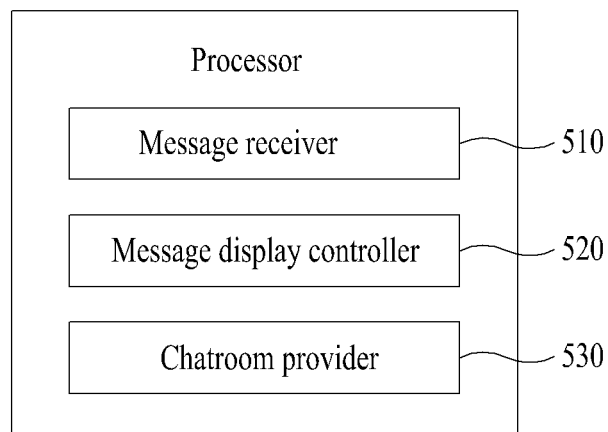 Processor
Message receiver 510
Message display controller 520
Chatroom provider 530